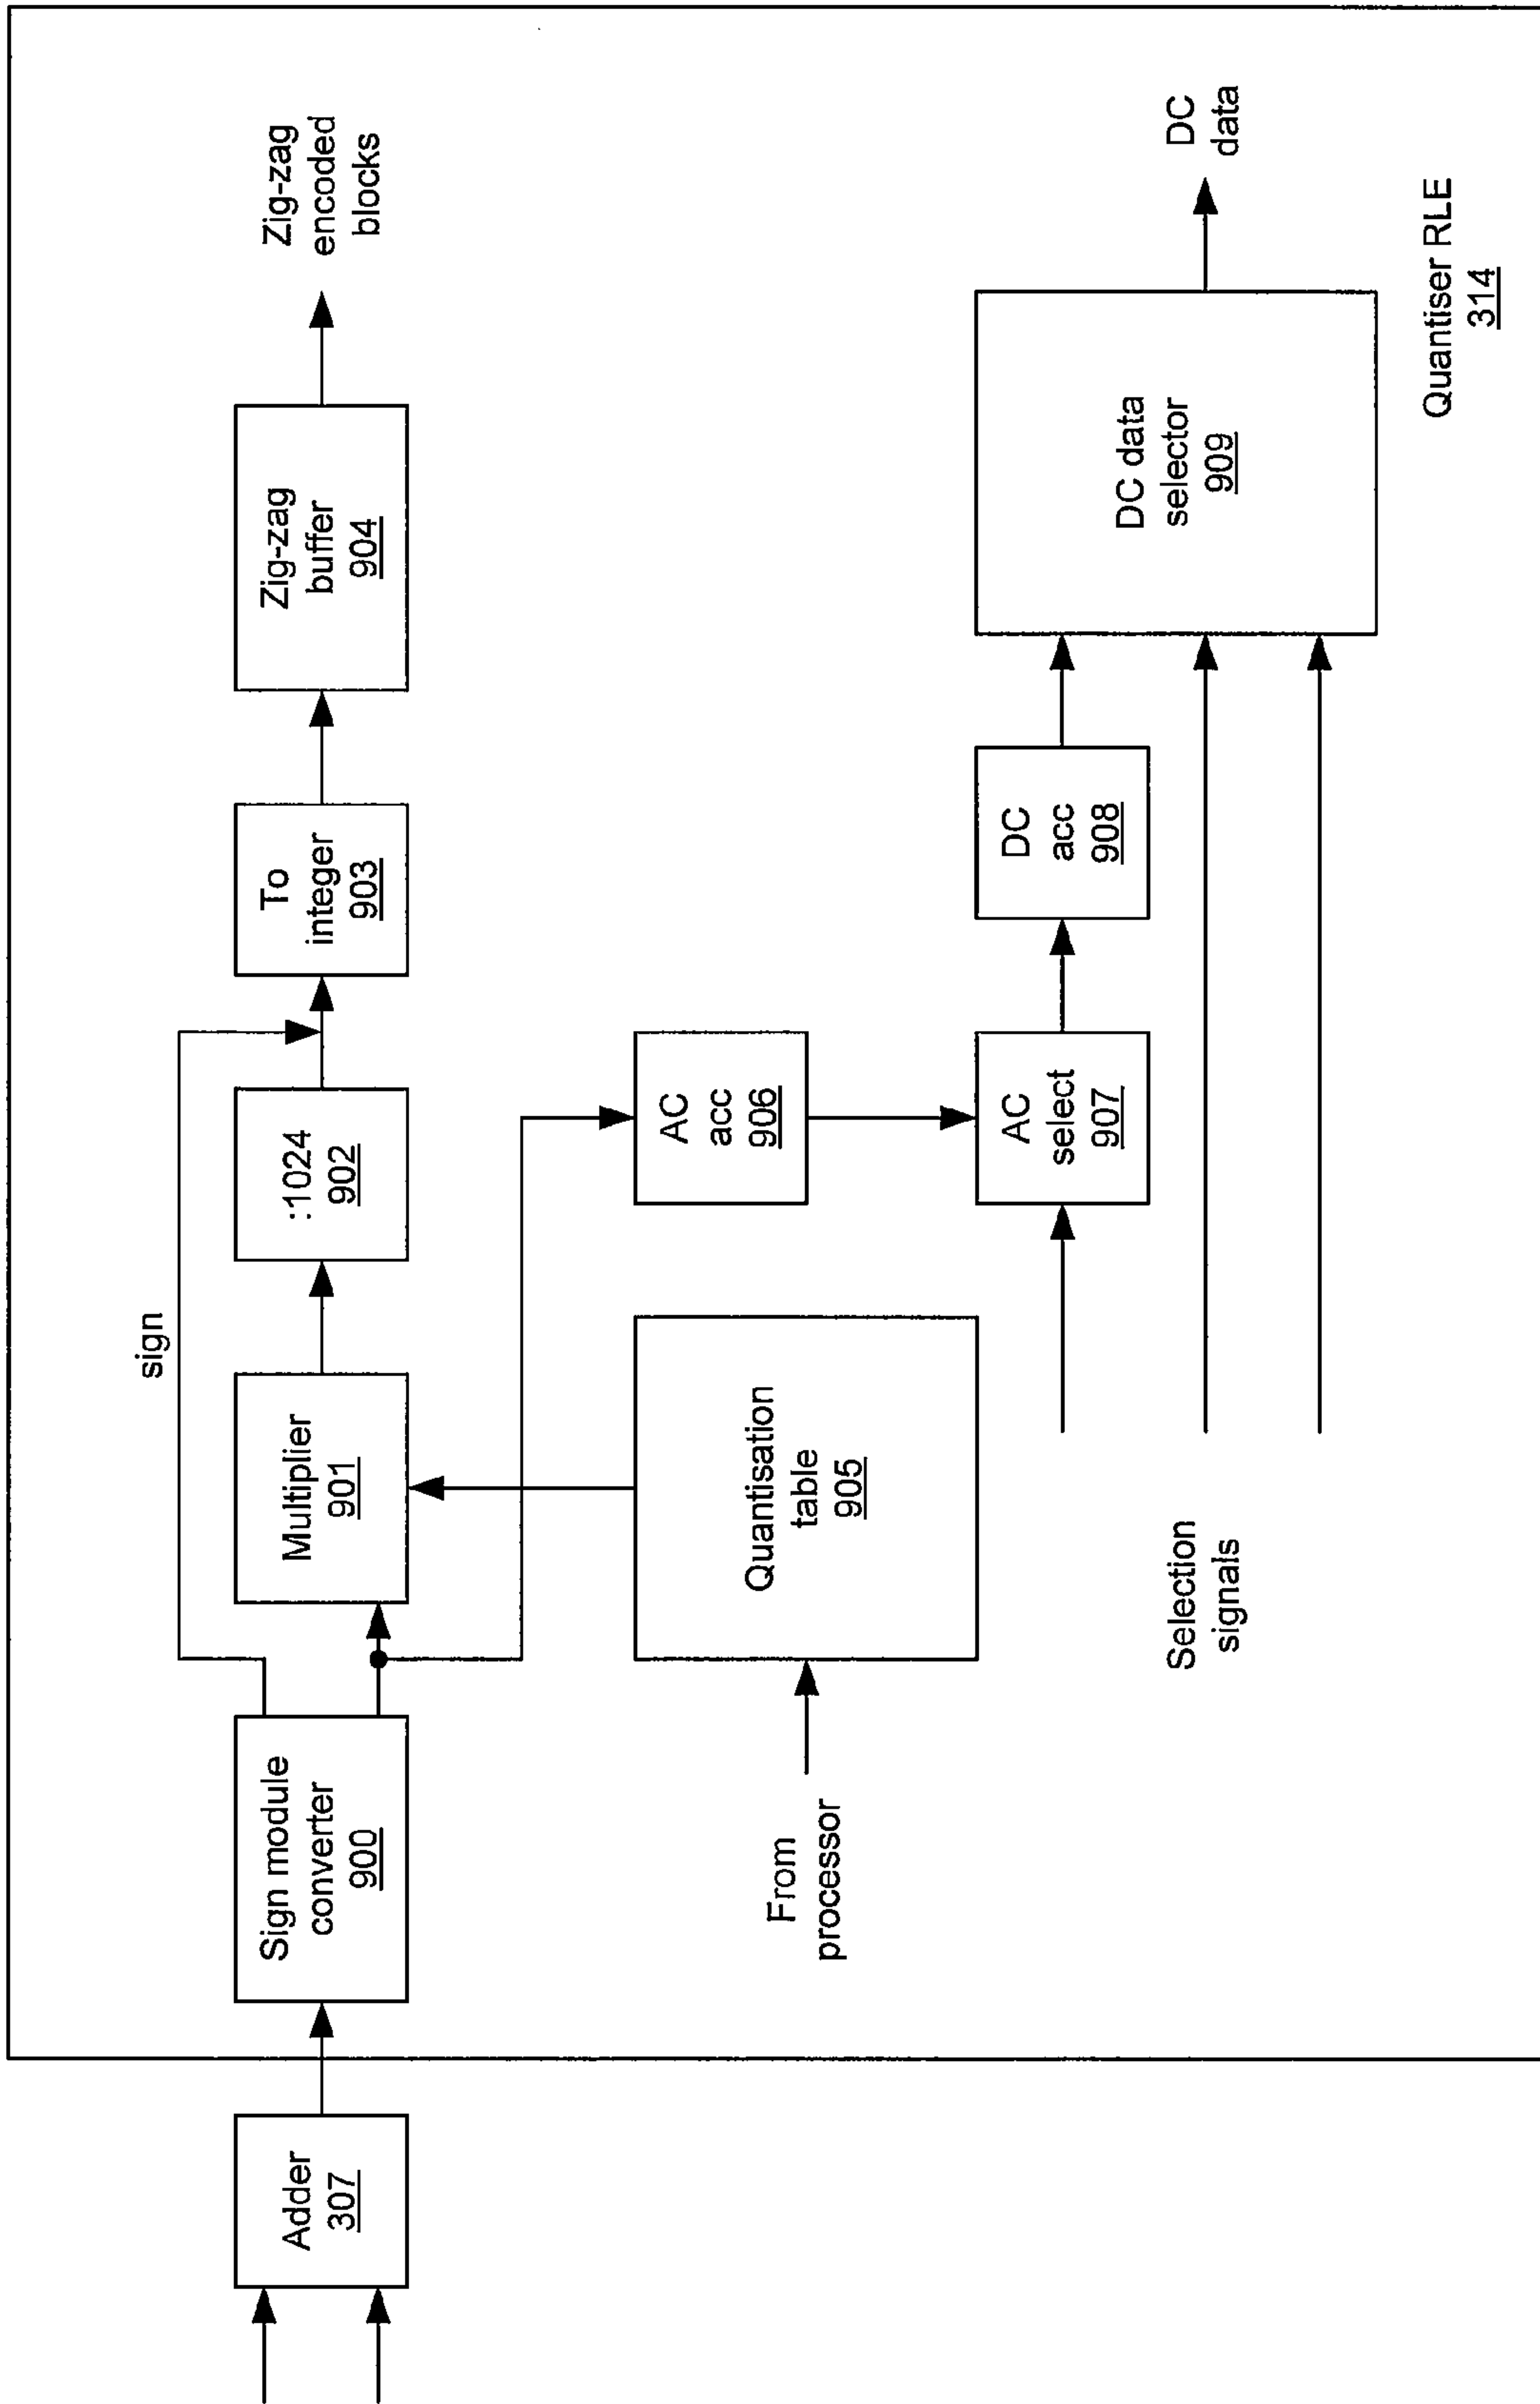 sign
Adder
307
Sign module
converter
900
Multiplier
901
:1024
902
To
integer
903
Zig-zag
buffer
904
Zig-zag
encoded
blocks
From
processor
Quantisation
table
905
AC
acc
906
Selection
signals
AC
select
907
DC
acc
908
DC data
selector
909
DC
data
Quantiser RLE
314